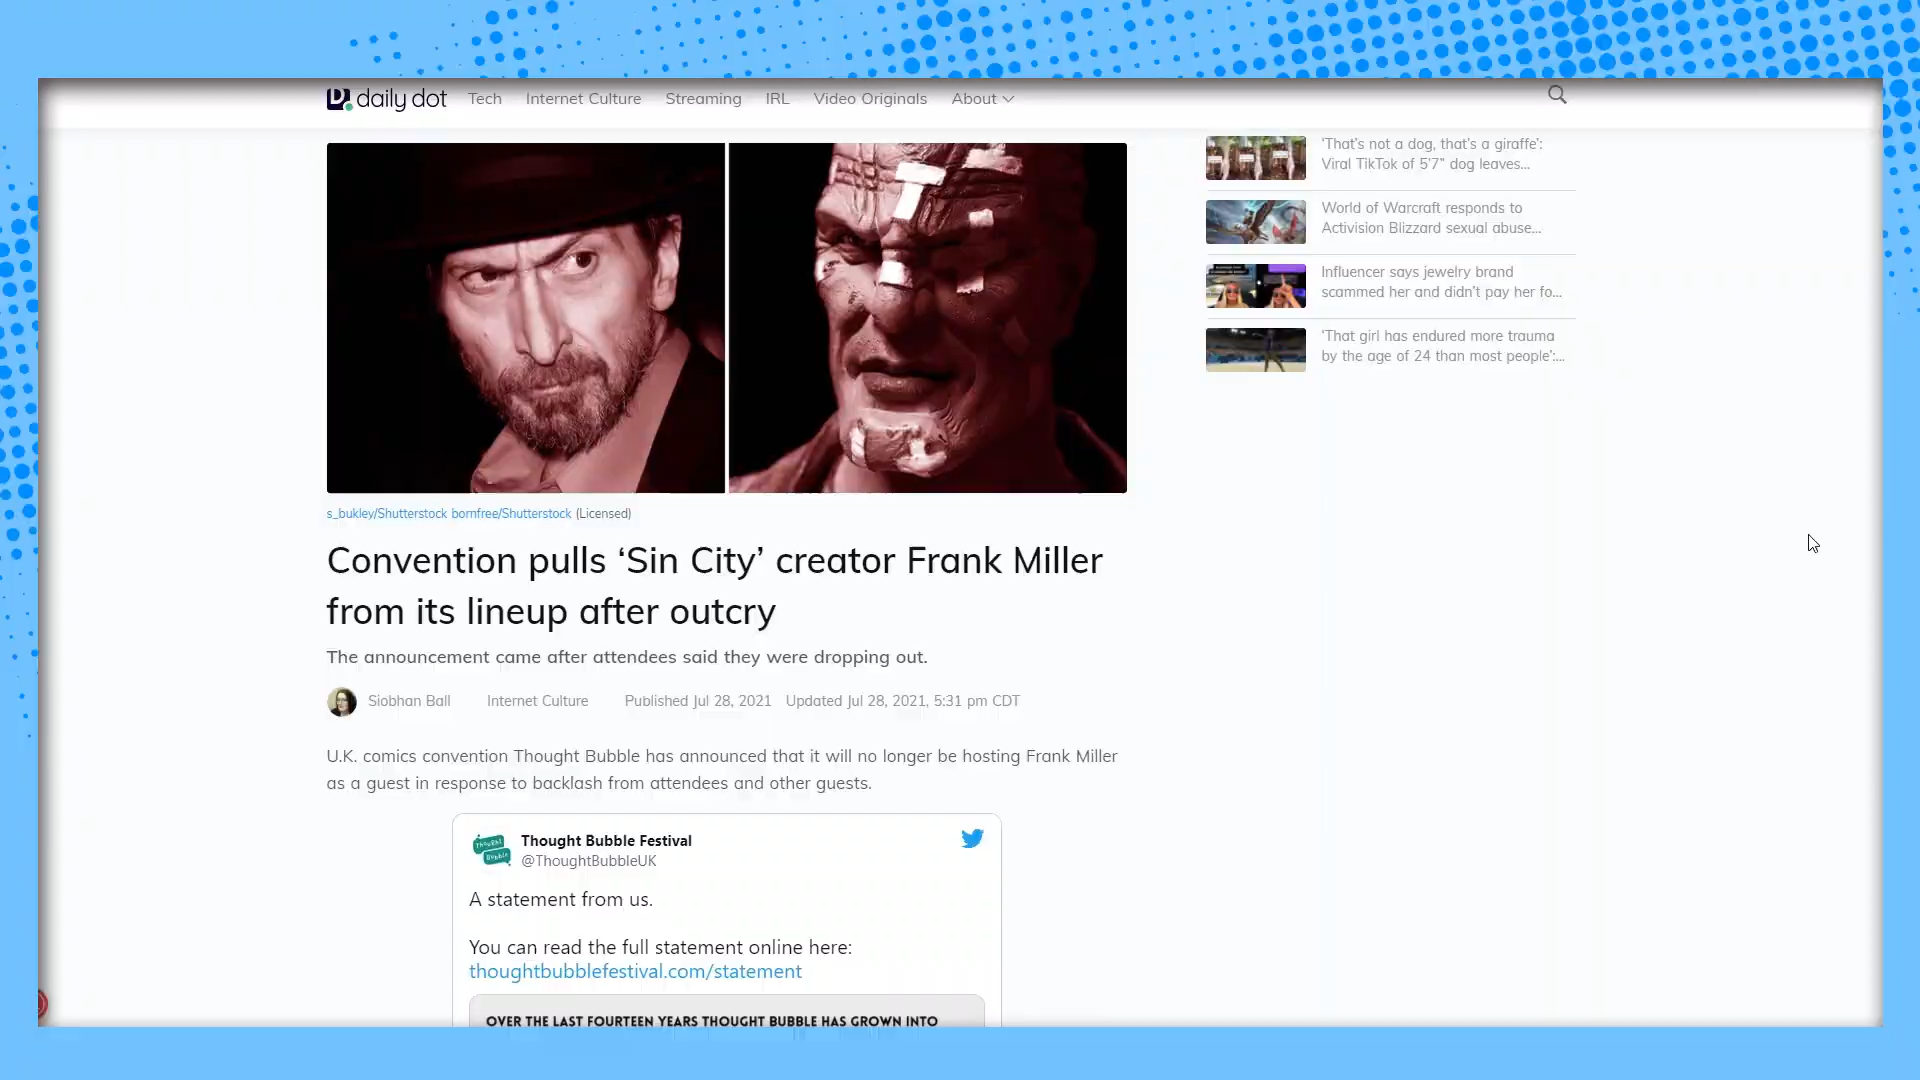 daily dot Tech Internet Culture Streaming IRL Video Originals About
s_bukley/Shutterstock bornfree/Shutterstock (Licensed)
Convention pulls ‘Sin City’ creator Frank Miller
from its lineup after outcry
The announcement came after attendees said they were dropping out.
Siobhan Ball Internet Culture Published Jul 28, 2021 Updated Jul 28, 2021, 5:31 pm CDT
U.K. comics convention Thought Bubble has announced that it will no longer be hosting Frank Miller
as a guest in response to backlash from attendees and other guests.
Thought Bubble
Thought Bubble Festival
@ThoughtBubbleUK
A statement from us.
You can read the full statement online here:
thoughtbubblefestival.com/statement
OVER THE LAST FOURTEEN YEARS THOUGHT BUBBLE HAS GROWN INTO
‘That’s not a dog, that’s a giraffe’:
Viral TikTok of 5’7” dog leaves...
World of Warcraft responds to
Activision Blizzard sexual abuse...
Influencer says jewelry brand
scammed her and didn’t pay her fo...
‘That girl has endured more trauma
by the age of 24 than most people’:...